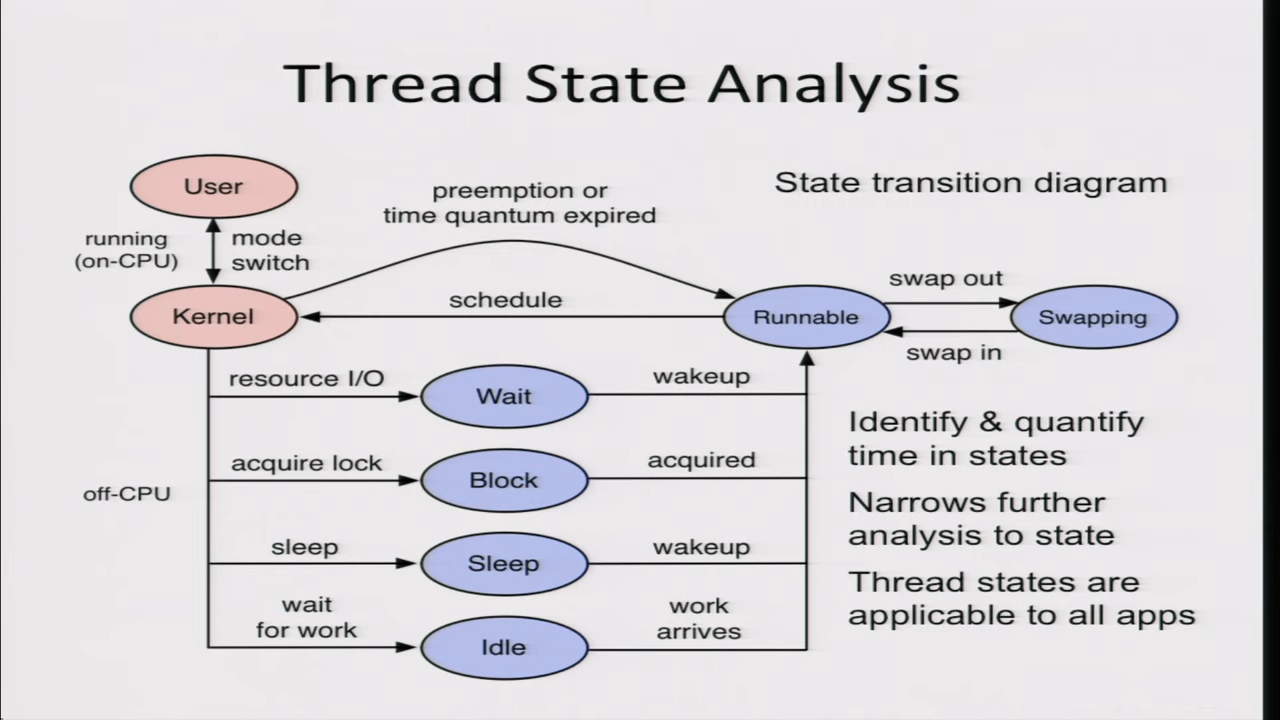 Thread State Analysis
User
running
(on-CPU)
mode
switch
Kernel
preemption or
time quantum expired
State transition diagram
schedule
Runnable
swap out
Swapping
swap in
resource I/O
Wait
wakeup
acquire lock
Block
acquired
off-CPU
sleep
Sleep
wakeup
wait
for work
Idle
work
arrives
Identify & quantify
time in states
Narrows further
analysis to state
Thread states are
applicable to all apps